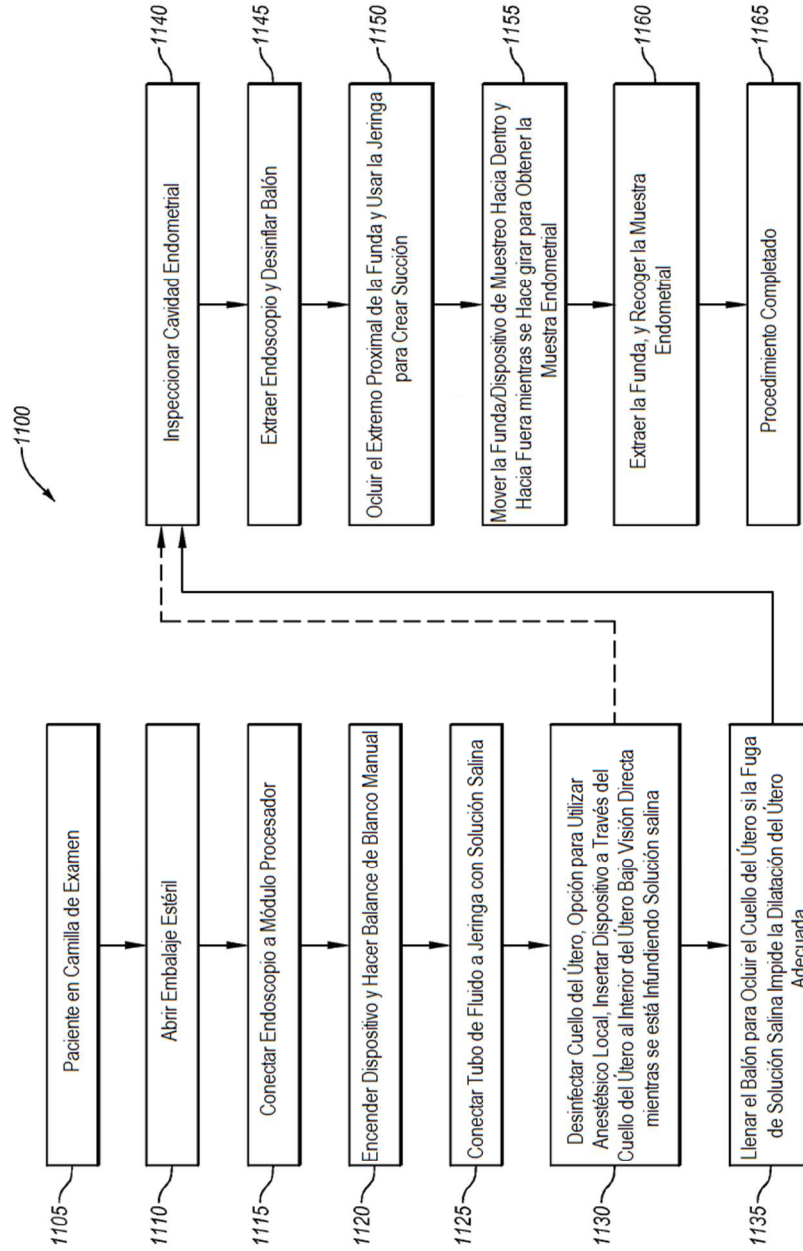 1100
1105
Paciente en Camilla de Examen
1110
Abrir Embalaje Estéril
1115
Conectar Endoscopio a Módulo Procesador
1120
Encender Dispositivo y Hacer Balance de Blanco Manual
1125
Conectar Tubo de Fluido a Jeringa con Solución Salina
1130
Desinfectar Cuello del Útero, Opción para Utilizar
Anestétsico Local, Insertar Dispositivo a Través del
Cuello del Útero al Interior del Útero Bajo Visión Directa
mientras se está Infundiendo Solución salina
1135
Llenar el Balón para Ocluir el Cuello del Útero si la Fuga
de Solución Salina Impide la Dilatación del Útero
Adecuada
1140
Inspeccionar Cavidad Endometrial
1145
Extraer Endoscopio y Desinflar Balón
1150
Ocluir el Extremo Proximal de la Funda y Usar la Jeringa
para Crear Succión
1155
Mover la Funda/Dispositivo de Muestreo Hacia Dentro y
Hacia Fuera mientras se Hace girar para Obtener la
Muestra Endometrial
1160
Extraer la Funda, y Recoger la Muestra
Endometrial
1165
Procedimiento Completado